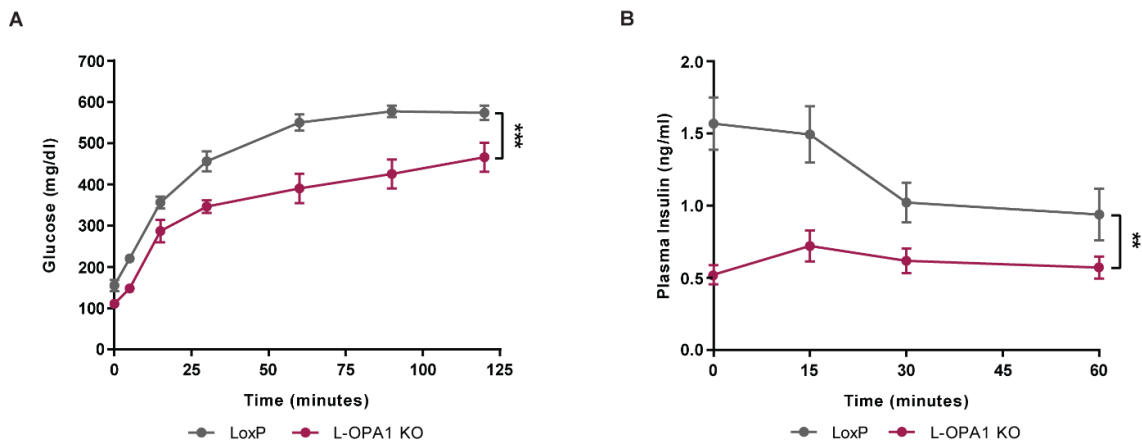 A
700
600
500
400
300
200
100
0
Glucose (mg/dl)
0 25 50 75 100 125
Time (minutes)
***
LoxP L-OPA1 KO
B
2.0
1.5
1.0
0.5
0.0
Plasma Insulin (ng/ml)
0 15 30 45 60
Time (minutes)
**
LoxP L-OPA1 KO